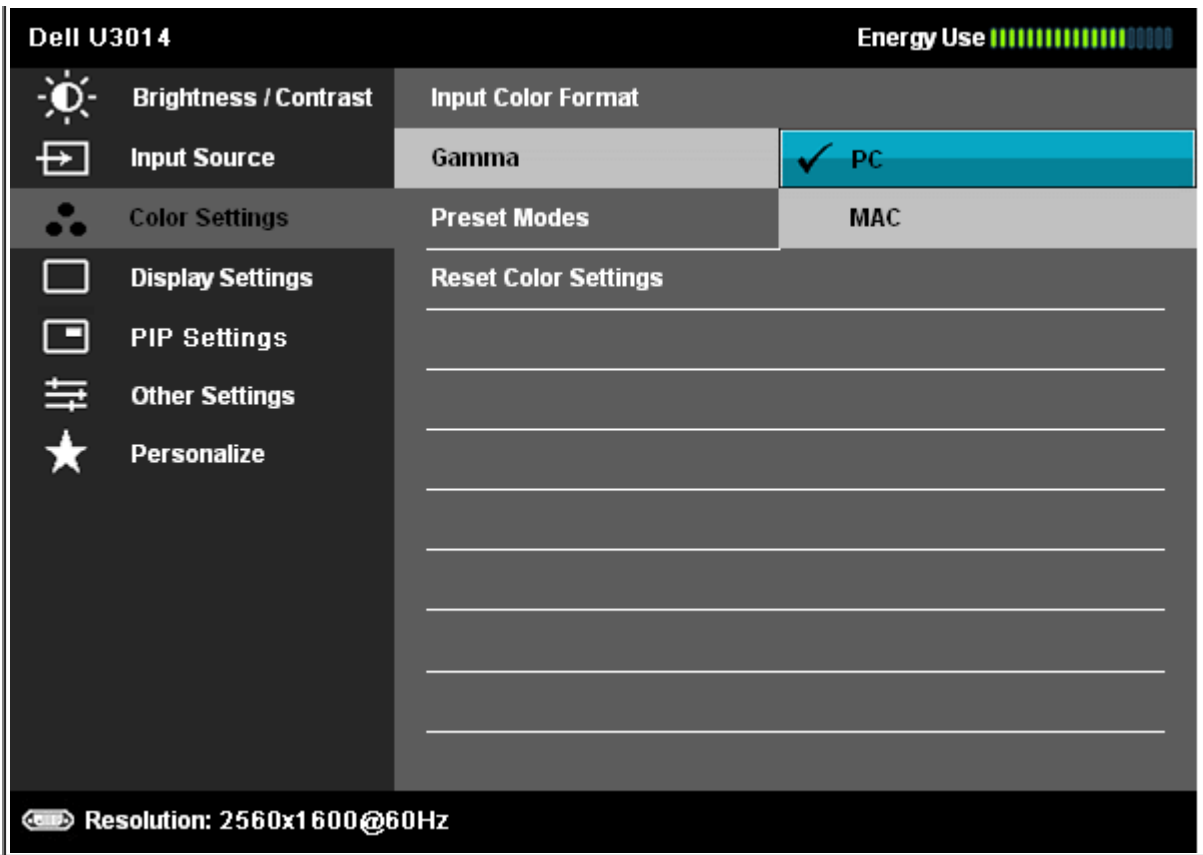 Dell U3014
Energy Use
Brightness / Contrast
Input Color Format
Input Source
Gamma
PC
Color Settings
Preset Modes
MAC
Display Settings
Reset Color Settings
PIP Settings
Other Settings
Personalize
Resolution: 2560x1600@60Hz